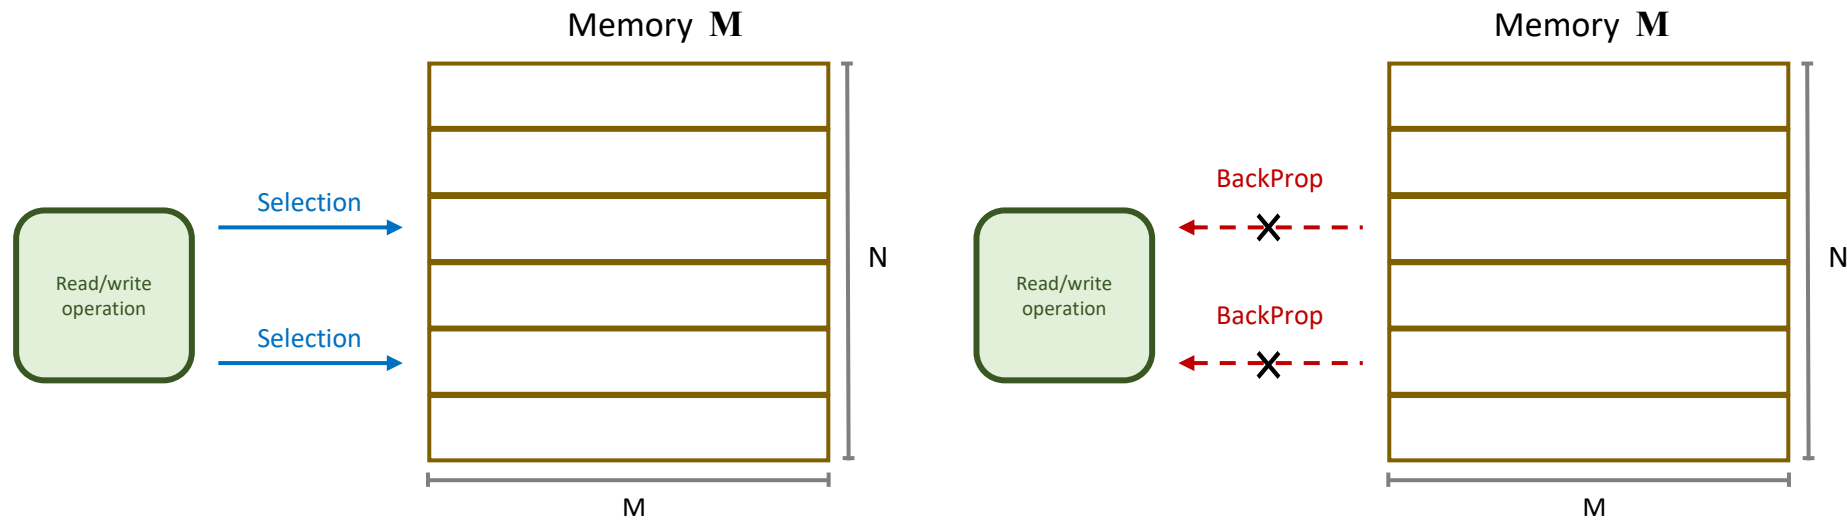 Memory M
Selection
Read/write
operation
Selection
N
M
Memory M
BackProp
Read/write
operation
BackProp
N
M